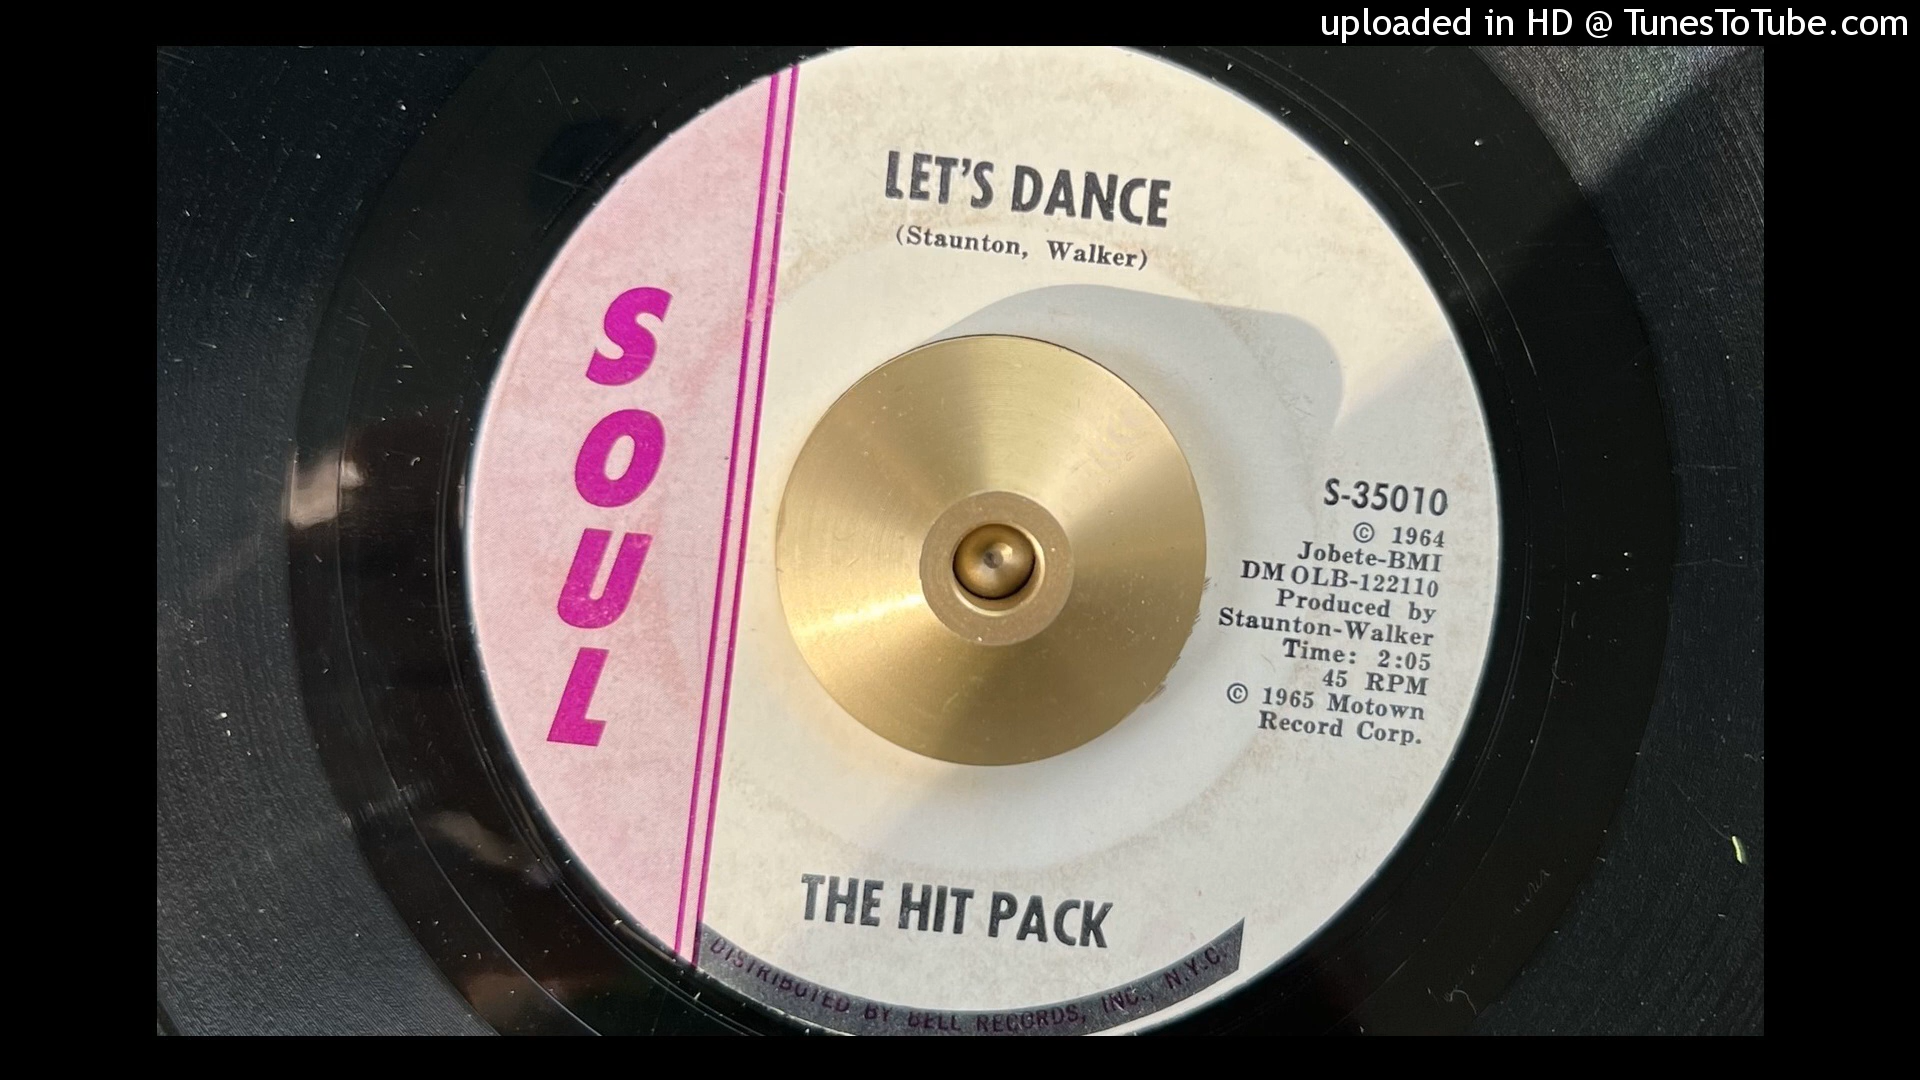 uploaded in HD @ TunesToTube.com
LET'S DANCE
(Staunton, Walker)
SOUL
S-35010
© 1964
Jobete-BMI
DM OLB-122110
Produced by
Staunton-Walker
Time: 2:05
45 RPM
© 1965 Motown
Record Corp.
THE HIT PACK
DISTRIBUTED BY BELL RECORDS, INC., N.Y.C.